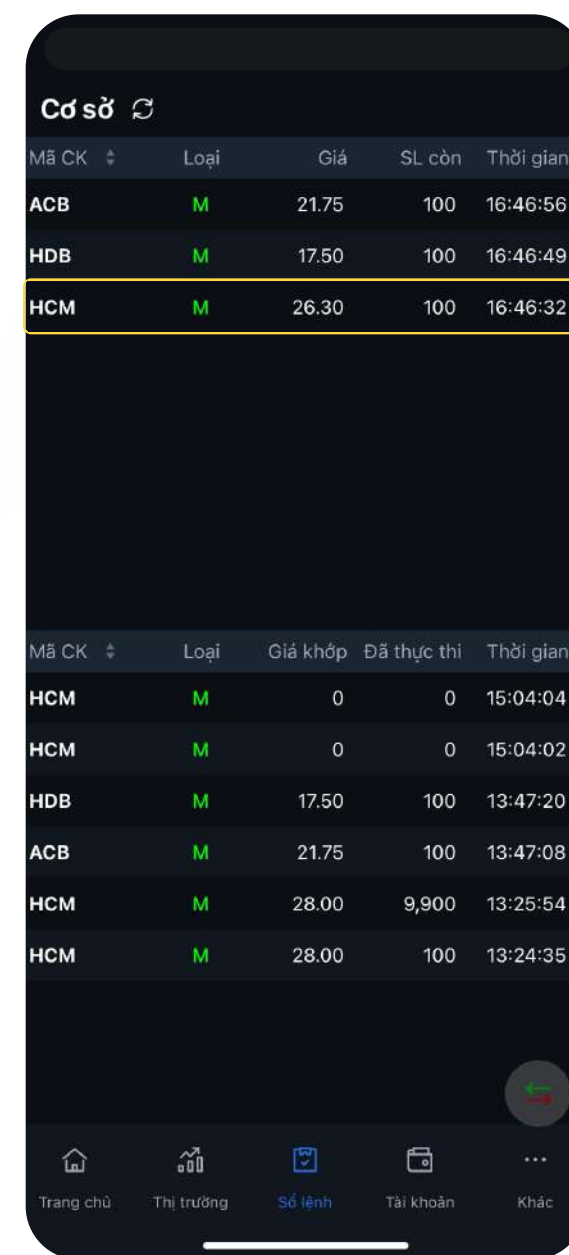 Cơ sở
Mã CK Loại Giá SL còn Thời gian
ACB M 21.75 100 16:46:56
HDB M 17.50 100 16:46:49
HCM M 26.30 100 16:46:32
Mã CK Loại Giá khớp Đã thực thi Thời gian
HCM M 0 0 15:04:04
HCM M 0 0 15:04:02
HDB M 17.50 100 13:47:20
ACB M 21.75 100 13:47:08
HCM M 28.00 9,900 13:25:54
HCM M 28.00 100 13:24:35
Trang chủ Thị trường Sổ lệnh Tài khoản Khác